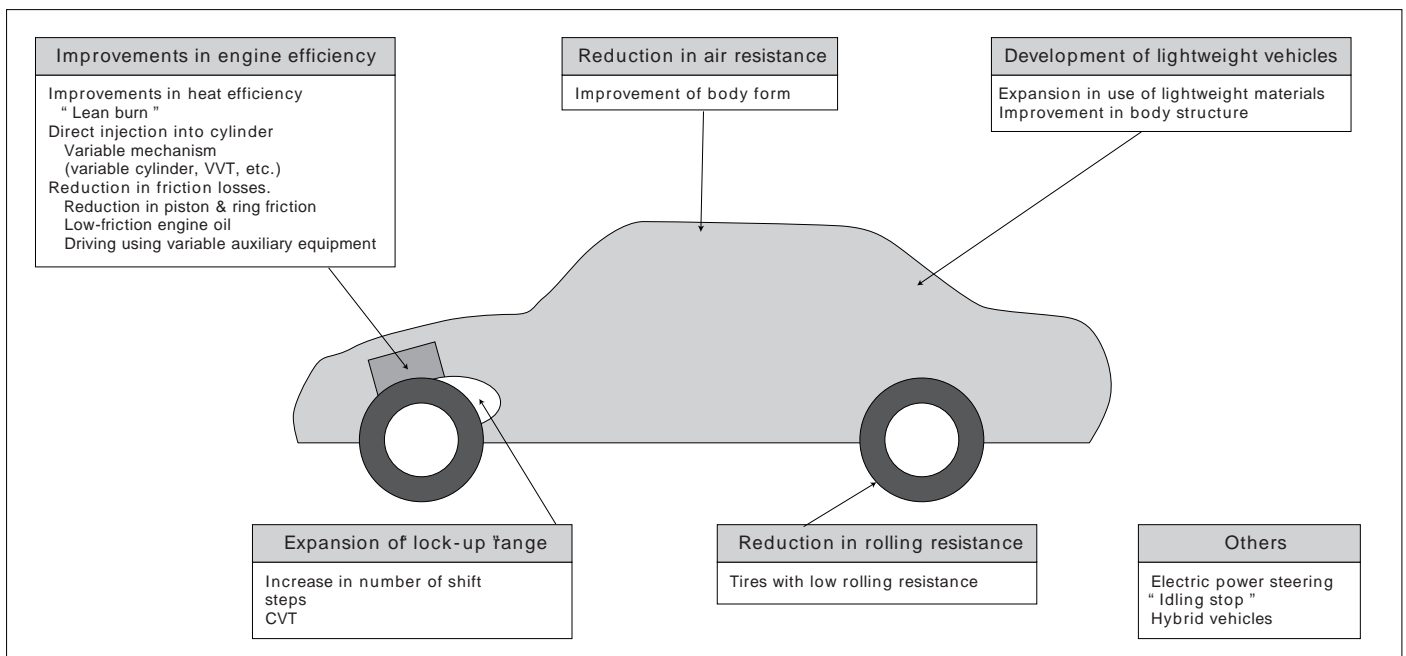 Improvements in engine efficiency
Improvements in heat efficiency
“ Lean burn ”
Direct injection into cylinder
Variable mechanism
(variable cylinder, VVT, etc.)
Reduction in friction losses.
Reduction in piston & ring friction
Low-friction engine oil
Driving using variable auxiliary equipment
Reduction in air resistance
Improvement of body form
Development of lightweight vehicles
Expansion in use of lightweight materials
Improvement in body structure
Expansion of “lock-up ”range
Increase in number of shift
steps
CVT
Reduction in rolling resistance
Tires with low rolling resistance
Others
Electric power steering
“ Idling stop ”
Hybrid vehicles